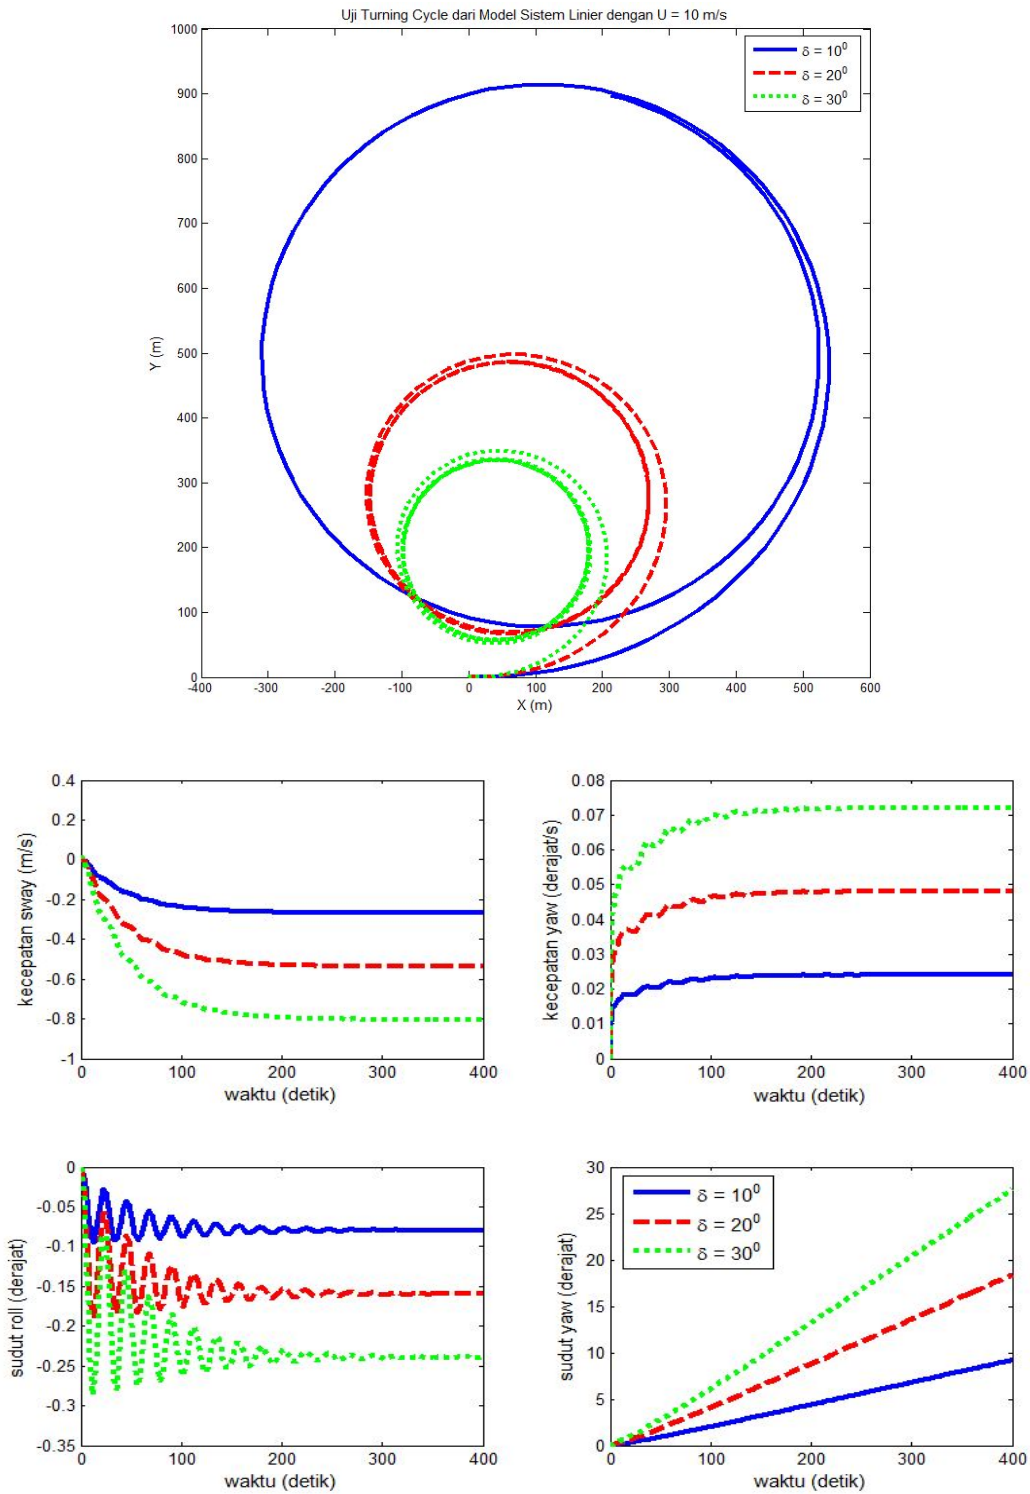 Uji Turning Cycle dari Model Sistem Linier dengan U = 10 m/s
1000
900
800
700
600
500
400
300
200
100
0
Y (m)
δ = 10⁰
δ = 20⁰
δ = 30⁰
-400 -300 -200 -100 0 100 200 300 400 500 600
X (m)
0.4
0.2
0
-0.2
-0.4
-0.6
-0.8
-1
kecepatan sway (m/s)
0 100 200 300 400
waktu (detik)
0.08
0.07
0.06
0.05
0.04
0.03
0.02
0.01
0
kecepatan yaw (derajat/s)
0 100 200 300 400
waktu (detik)
0
-0.05
-0.1
-0.15
-0.2
-0.25
-0.3
-0.35
sudut roll (derajat)
0 100 200 300 400
waktu (detik)
30
25
20
15
10
5
0
sudut yaw (derajat)
δ = 10⁰
δ = 20⁰
δ = 30⁰
0 100 200 300 400
waktu (detik)